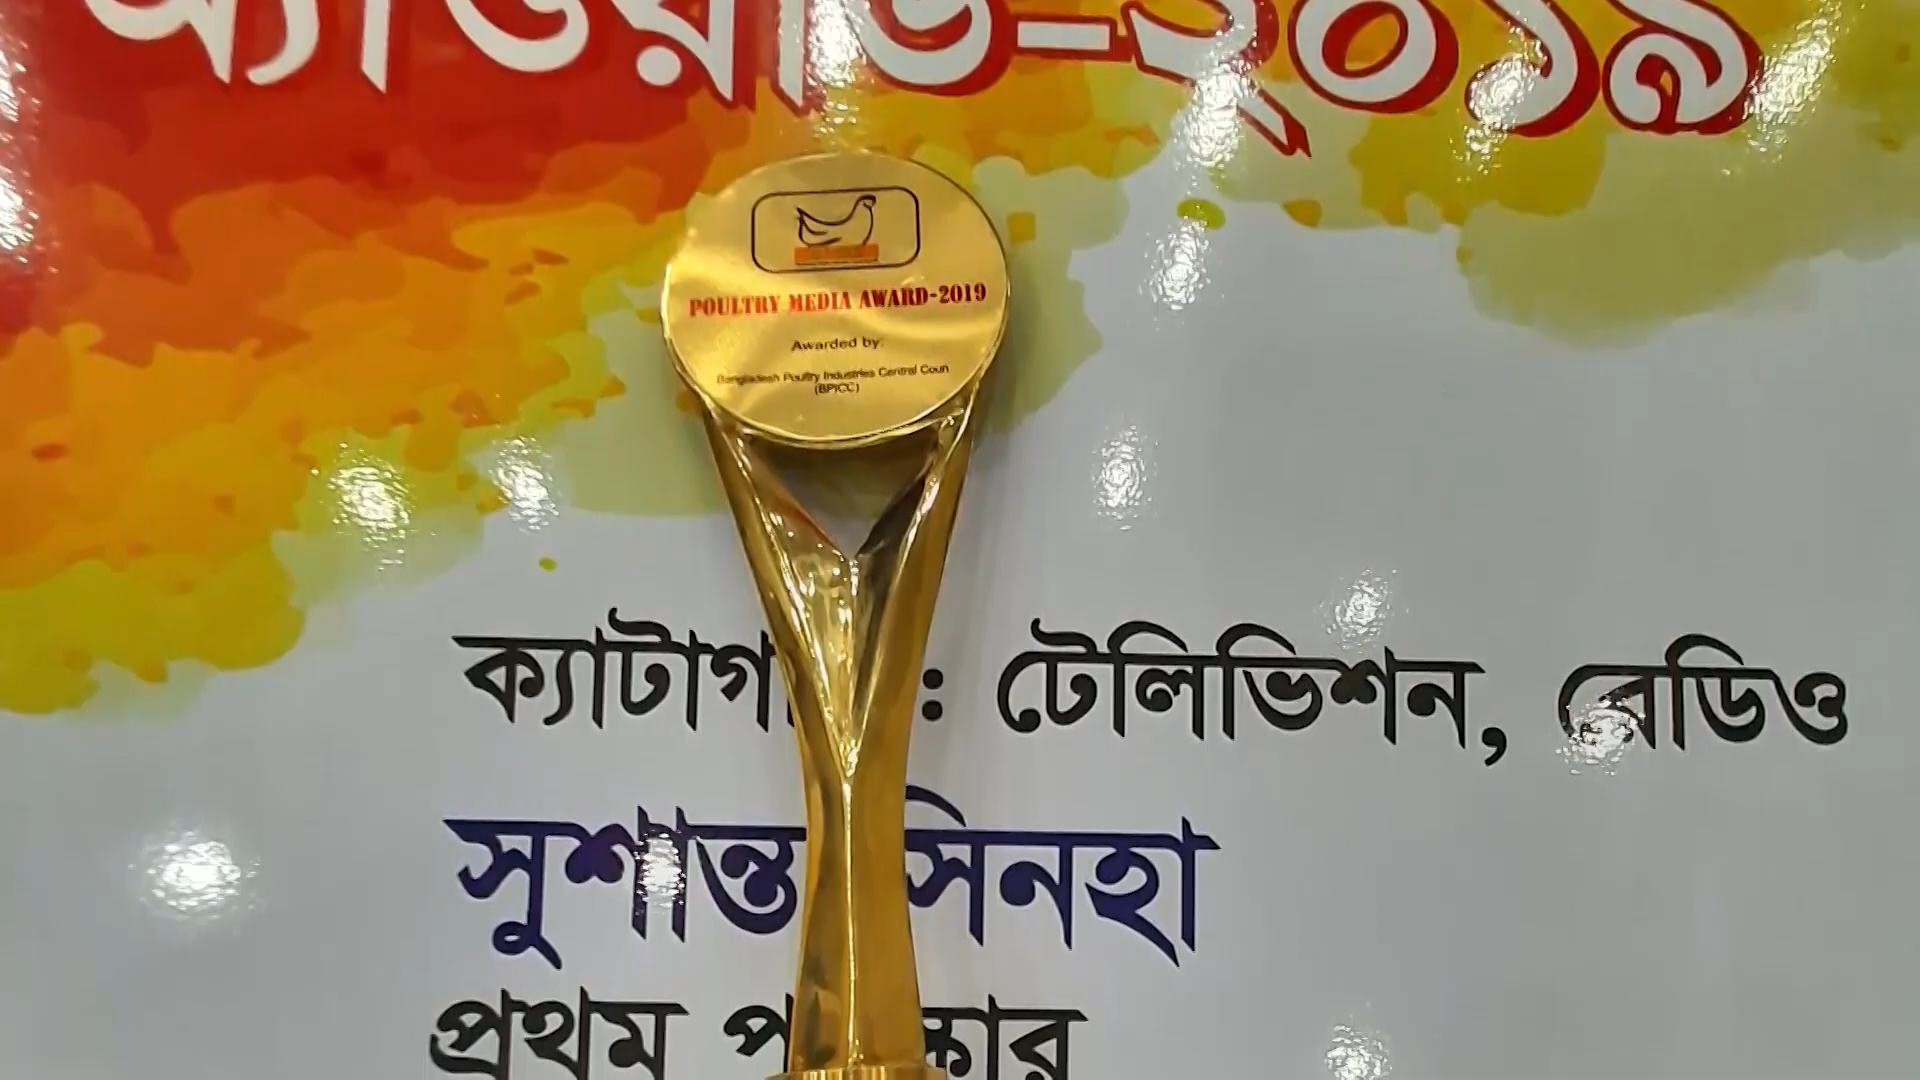 অ্যাওয়ার্ড-২০১৯
POULTRY MEDIA AWARD-2019
Awarded by:
Bangladesh Poultry Industries Central Coun
(BPICC)
ক্যাটাগ : টেলিভিশন, রেডিও
সুশান্ত সিনহা
প্রথম পুরস্কার